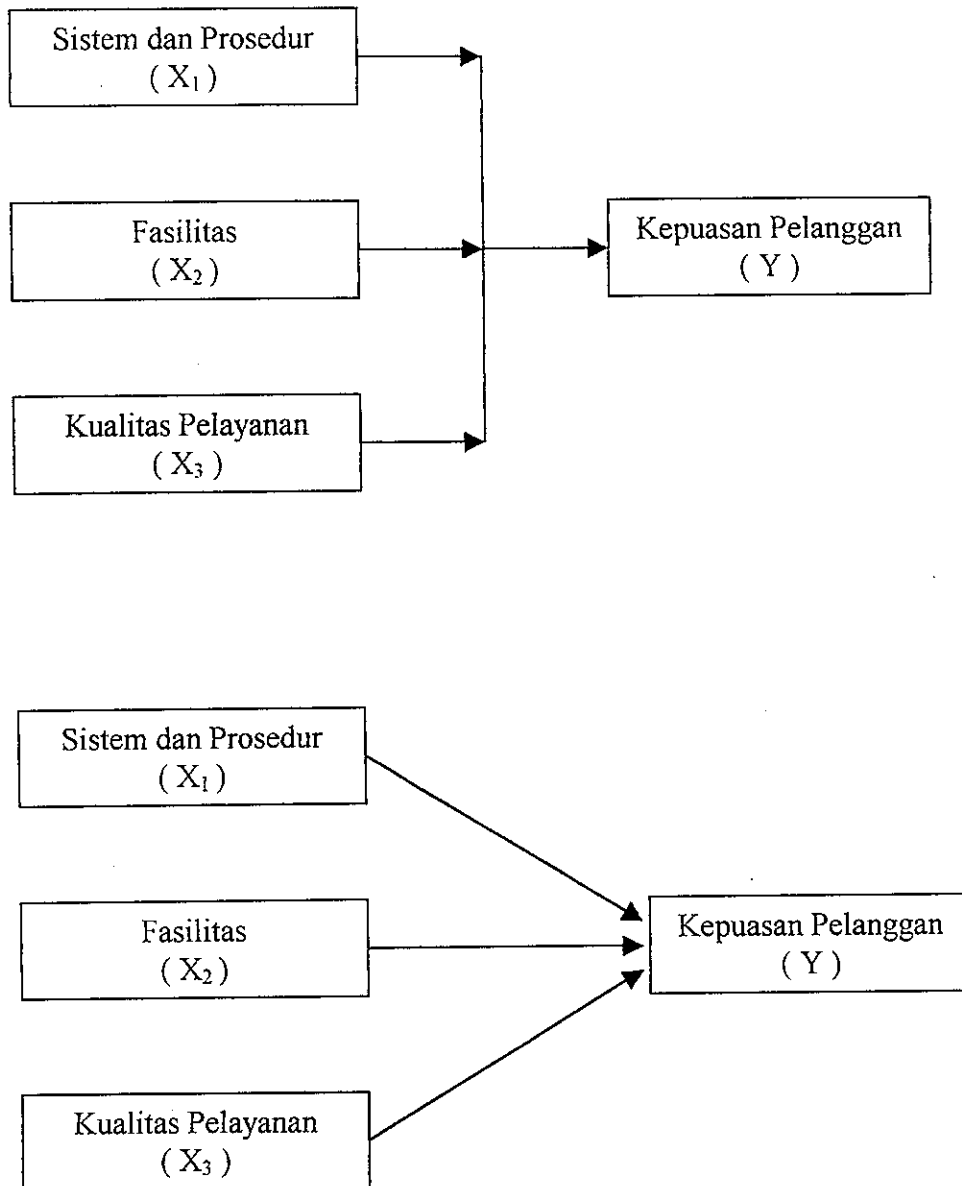 Sistem dan Prosedur
( X₁ )
Fasilitas
( X₂ )
Kualitas Pelayanan
( X₃ )
Kepuasan Pelanggan
( Y )
Sistem dan Prosedur
( X₁ )
Fasilitas
( X₂ )
Kualitas Pelayanan
( X₃ )
Kepuasan Pelanggan
( Y )